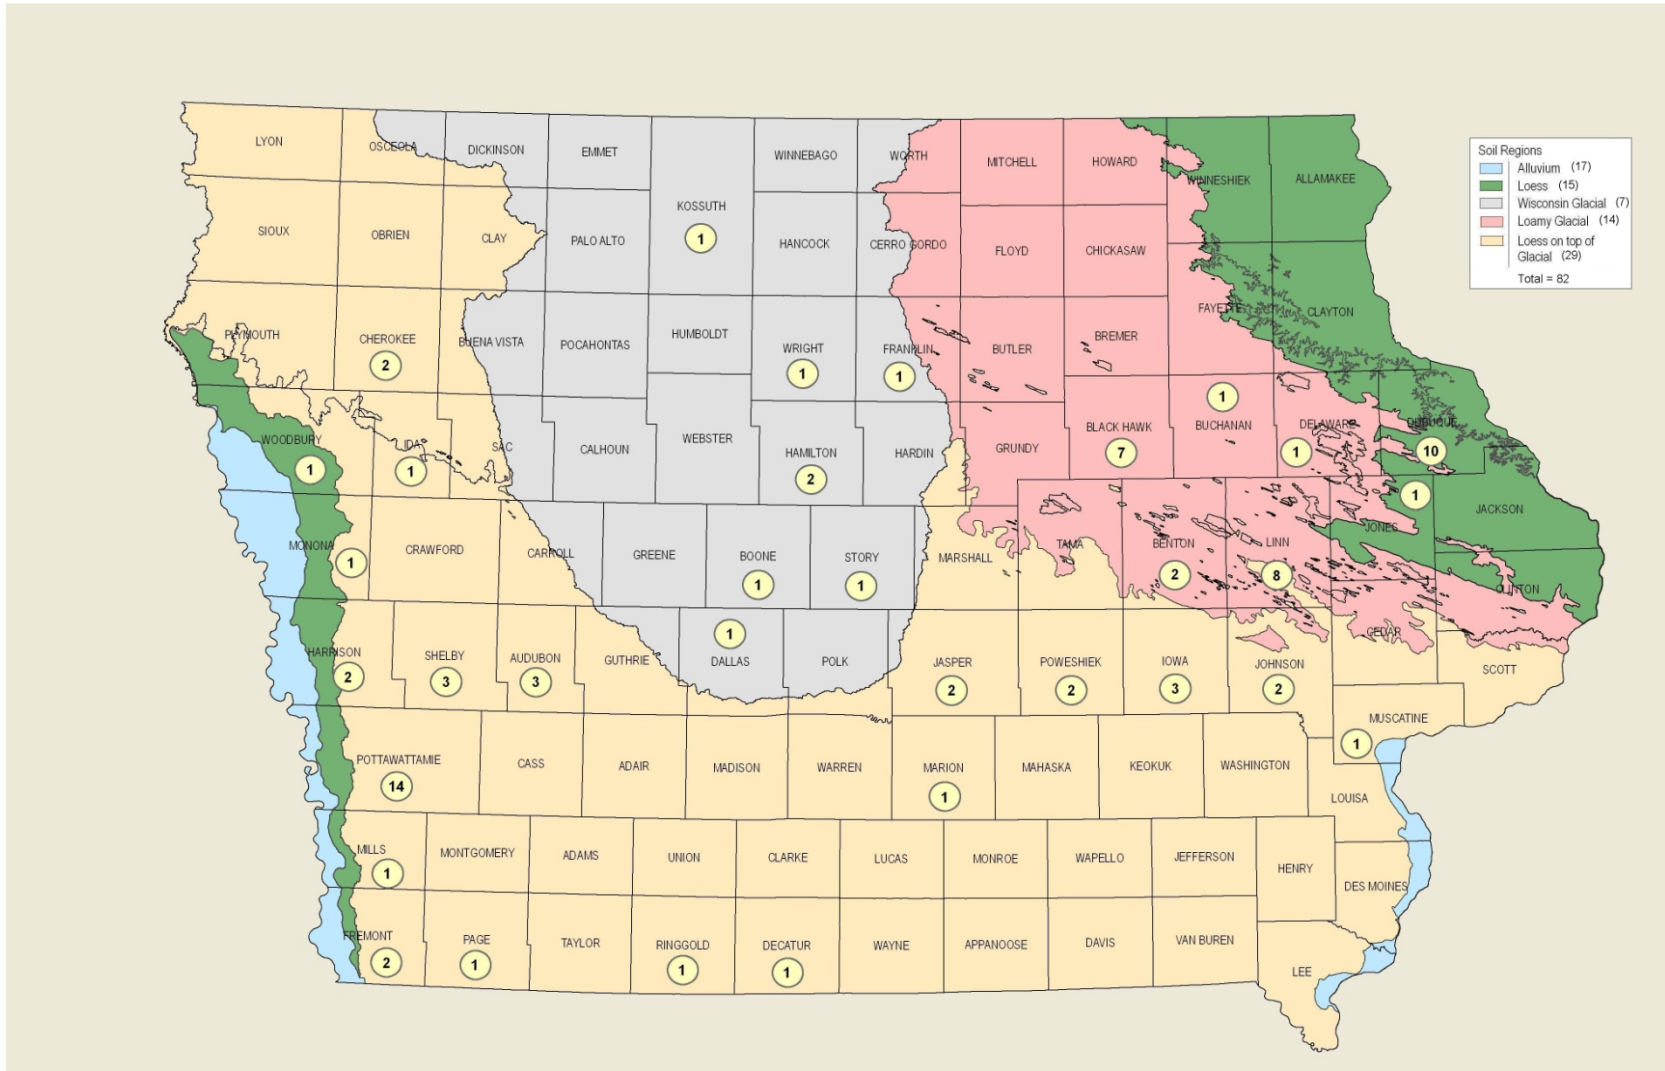 LYON
OSCEOLA
DICKINSON
EMMET
WINNEBAGO
WORTH
MITCHELL
HOWARD
WINNESHIEK
ALLAMAKEE
Soil Regions
Alluvium (17)
Loess (15)
Wisconsin Glacial (7)
Loamy Glacial (14)
Loess on top of
Glacial (29)
Total = 82
SIOUX
OBRIEN
CLAY
PALO ALTO
KOSSUTH
1
HANCOCK
CERRO GORDO
FLOYD
CHICKASAW
PLYMOUTH
CHEROKEE
2
BUENA VISTA
POCAHONTAS
HUMBOLDT
WRIGHT
1
FRANKLIN
1
BUTLER
BREMER
FAYETTE
CLAYTON
WOODBURY
1
IDA
1
SAC
CALHOUN
WEBSTER
HAMILTON
2
HARDIN
GRUNDY
BLACK HAWK
7
1
BUCHANAN
DELAWARE
1
DUBUQUE
10
MONONA
1
CRAWFORD
CARROLL
GREENE
BOONE
1
STORY
1
MARSHALL
TAMA
BENTON
2
LINN
8
1
JONES
JACKSON
CLINTON
HARRISON
2
SHELBY
3
AUDUBON
3
GUTHRIE
1
DALLAS
POLK
JASPER
2
POWESHIEK
2
IOWA
3
JOHNSON
2
CEDAR
SCOTT
MUSCATINE
1
POTTAWATTAMIE
14
CASS
ADAIR
MADISON
WARREN
MARION
1
MAHASKA
KEOKUK
WASHINGTON
LOUISA
MILLS
1
MONTGOMERY
ADAMS
UNION
CLARKE
LUCAS
MONROE
WAPELLO
JEFFERSON
HENRY
DES MOINES
FREMONT
2
PAGE
1
TAYLOR
RINGGOLD
1
DECATUR
1
WAYNE
APPANOOSE
DAVIS
VAN BUREN
LEE